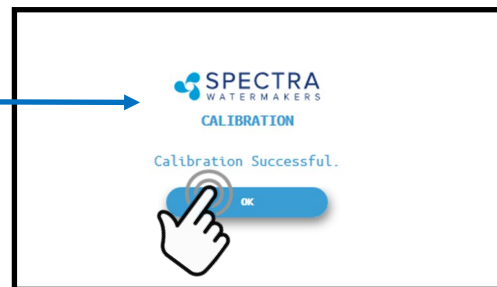 SPECTRA
WATERMAKERS
CALIBRATION
Calibration Successful.
OK